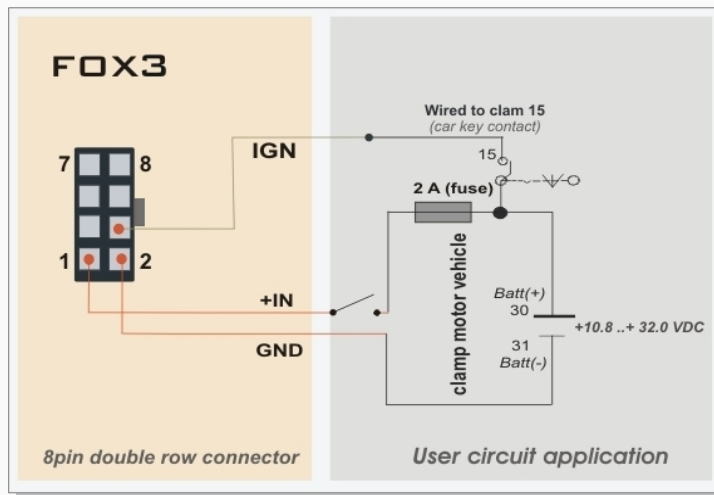 FOX3
Wired to clam 15
(car key contact)
IGN
15
7
8
2 A (fuse)
1
2
clamp motor vehicle
+IN
Batt(+)
30
+10.8 ..+ 32.0 VDC
31
Batt(-)
GND
8pin double row connector
User circuit application